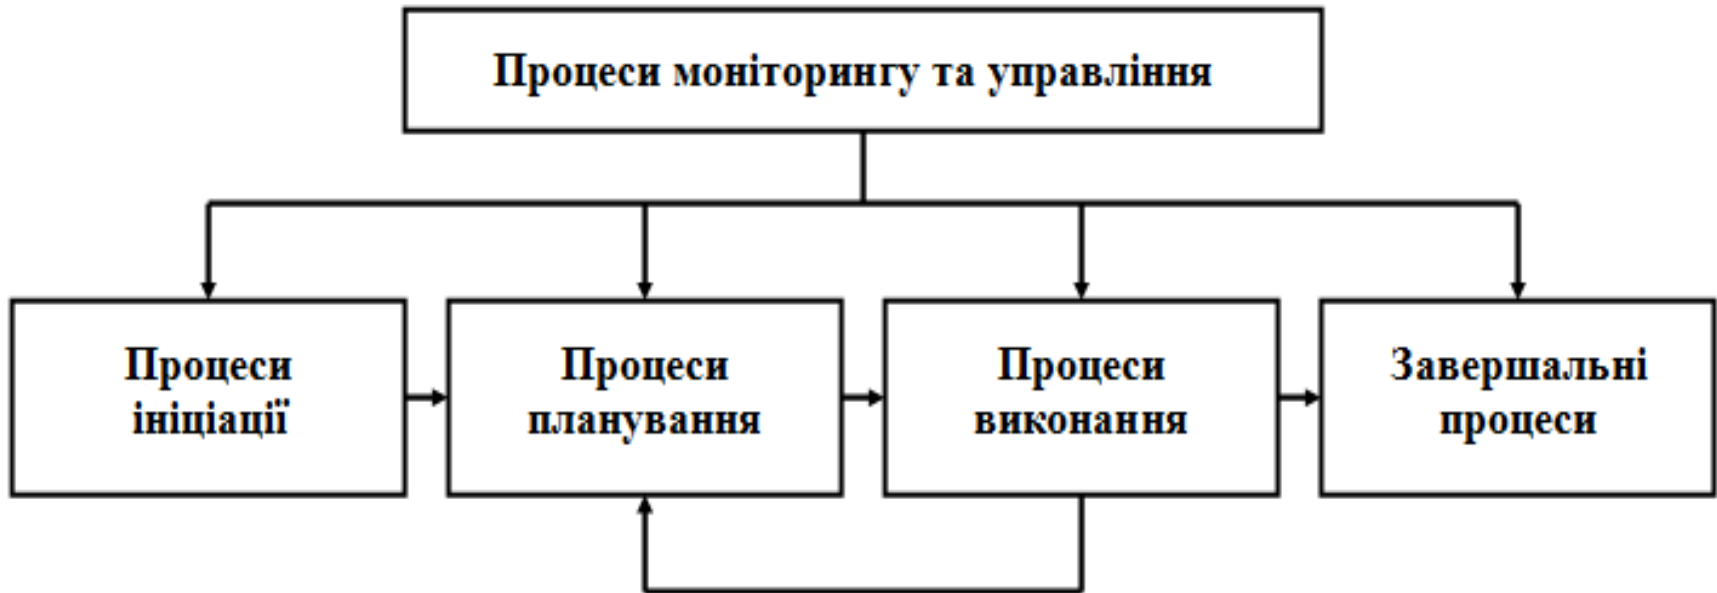 Процеси моніторингу та управління
Процеси
ініціації
Процеси
планування
Процеси
виконання
Завершальні
процеси